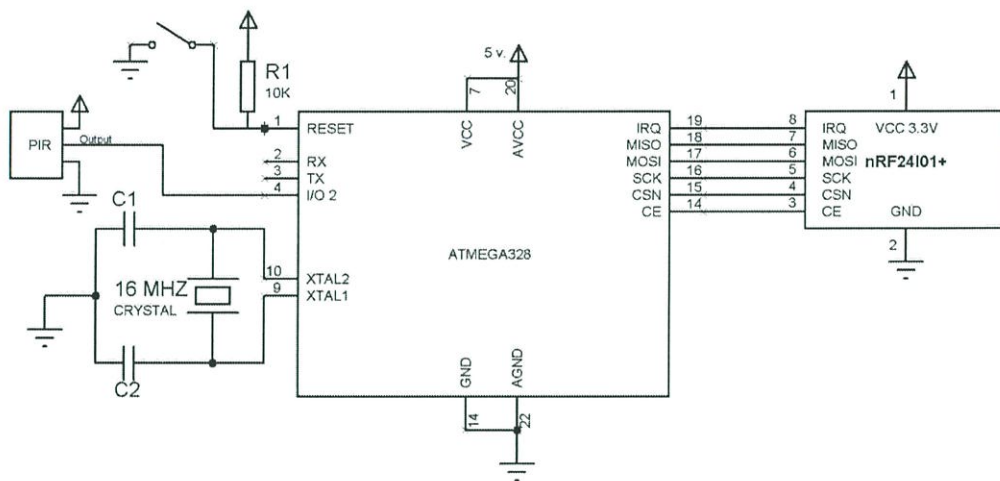 5 v.
R1
10K
1
RESET
7
VCC
20
AVCC
PIR
Output
2
RX
3
TX
4
I/O 2
C1
10
XTAL2
9
XTAL1
16 MHZ
CRYSTAL
C2
ATMEGA328
GND
14
AGND
22
IRQ 19
MISO 18
MOSI 17
SCK 16
CSN 15
CE 14
1
VCC 3.3V
8 IRQ
7 MISO
6 MOSI
nRF24l01+
5 SCK
4 CSN
3 CE
GND
2